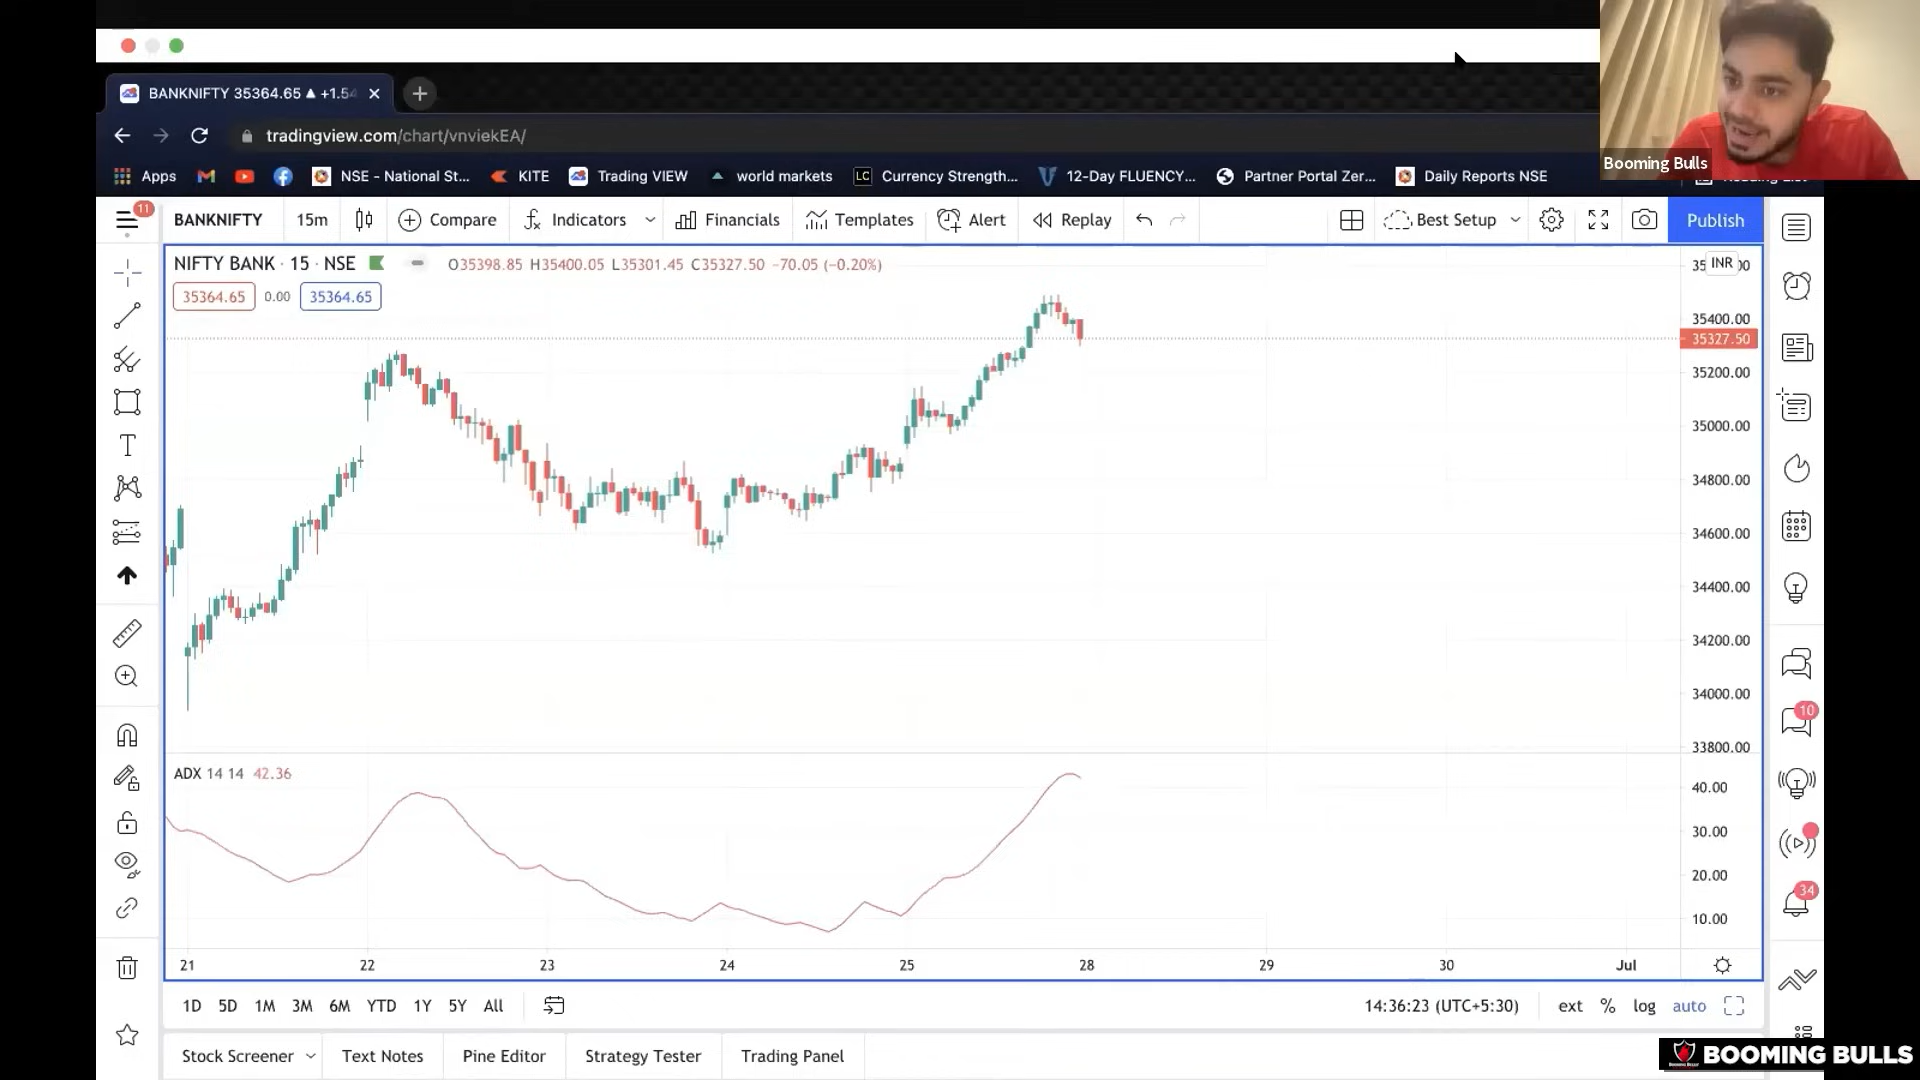 BANKNIFTY 35364.65 ▲ +1.54
tradingview.com/chart/vnviekEA/
Booming Bulls
Apps NSE - National St... KITE Trading VIEW world markets LC Currency Strength... 12-Day FLUENCY... Partner Portal Zer... Daily Reports NSE
11
BANKNIFTY 15m Compare Indicators Financials Templates Alert Replay Best Setup Publish
NIFTY BANK · 15 · NSE O35398.85 H35400.05 L35301.45 C35327.50 −70.05 (−0.20%)
INR
35364.65 0.00 35364.65
35400.00
35327.50
35200.00
35000.00
34800.00
34600.00
34400.00
34200.00
34000.00
33800.00
10
ADX 14 14 42.36
40.00
30.00
20.00
34
10.00
21 22 23 24 25 28 29 30 Jul
1D 5D 1M 3M 6M YTD 1Y 5Y All 14:36:23 (UTC+5:30) ext % log auto
Stock Screener Text Notes Pine Editor Strategy Tester Trading Panel
BOOMING BULLS